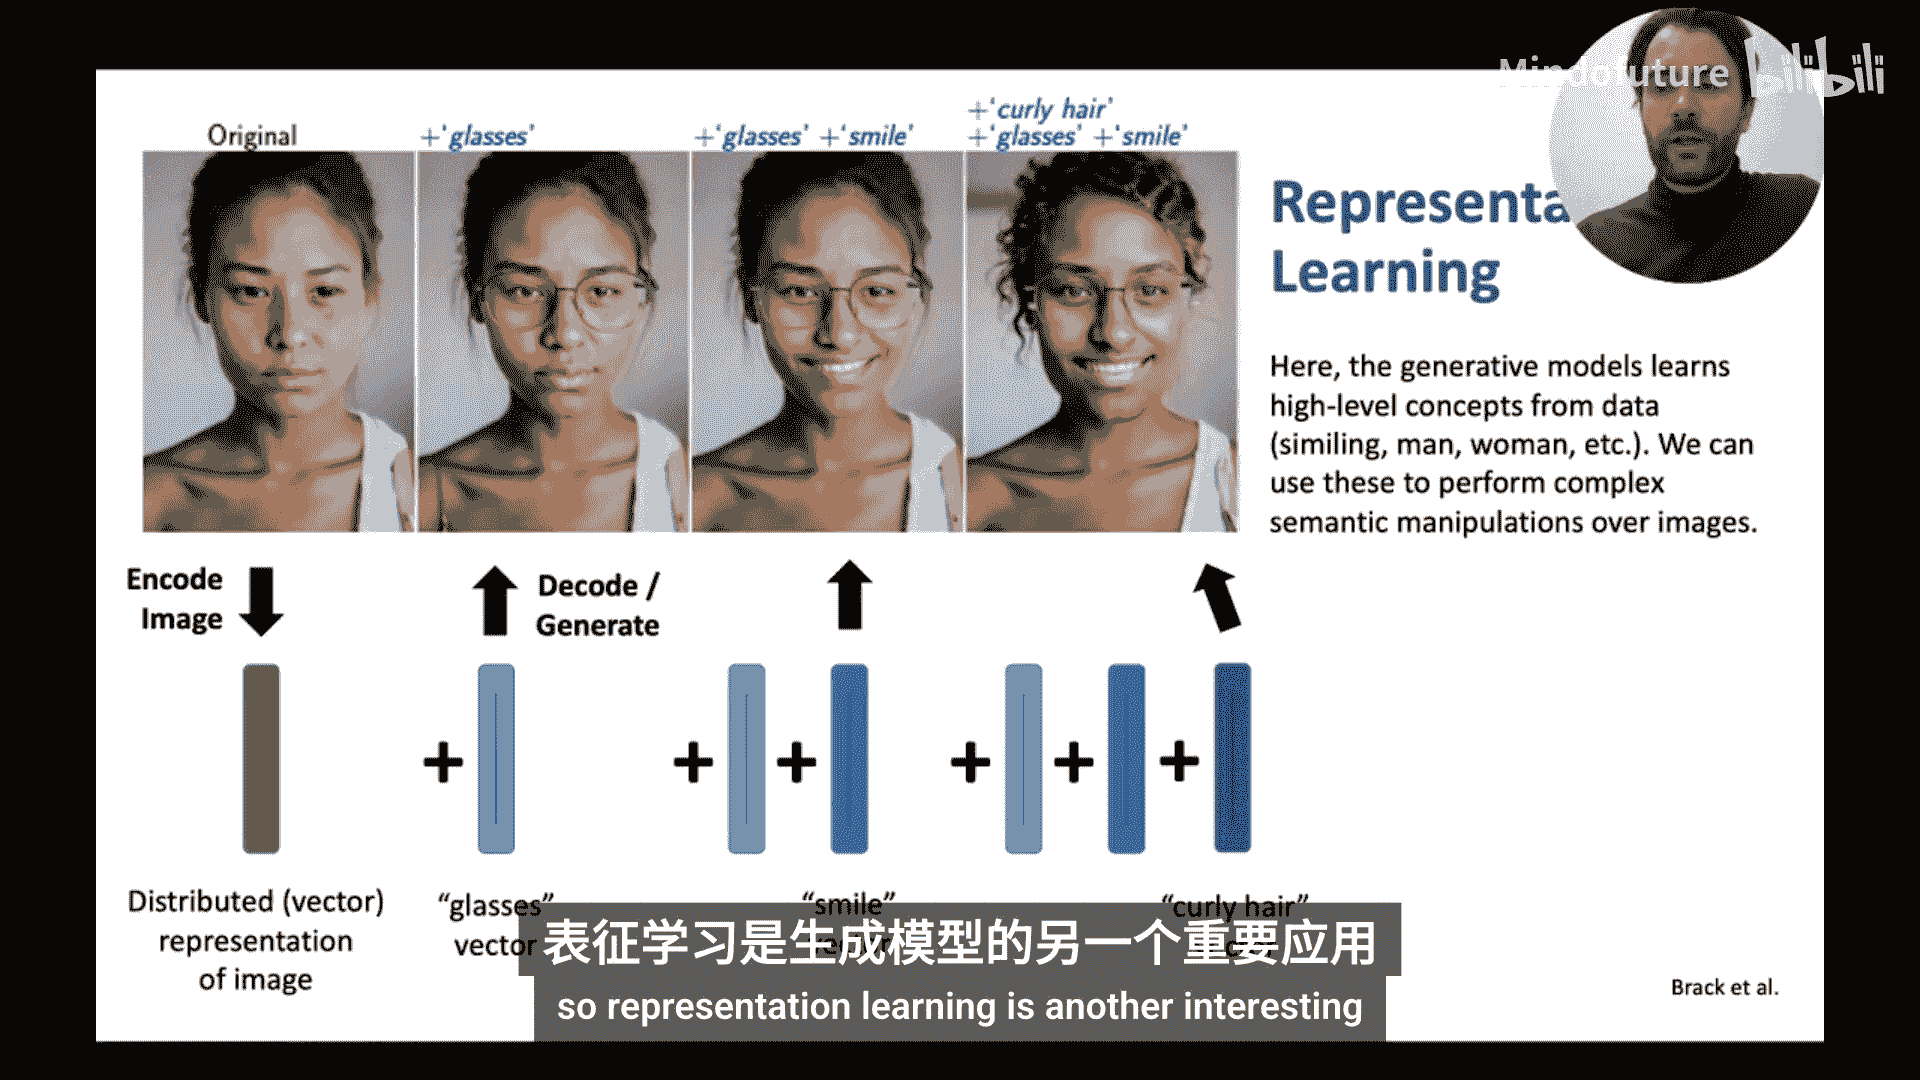 Mindofuture bilibili
Original
+‘glasses’
+‘glasses’ +‘smile’
+‘curly hair’
+‘glasses’ +‘smile’
Learning
Here, the generative models learns
high-level concepts from data
(similing, man, woman, etc.). We can
use these to perform complex
semantic manipulations over images.
Encode
Image
Decode /
Generate
+ + + + + +
Distributed (vector)
representation
of image
“glasses”
vector
“smile”
“curly hair”
Brack et al.
表征学习是生成模型的另一个重要应用
so representation learning is another interesting